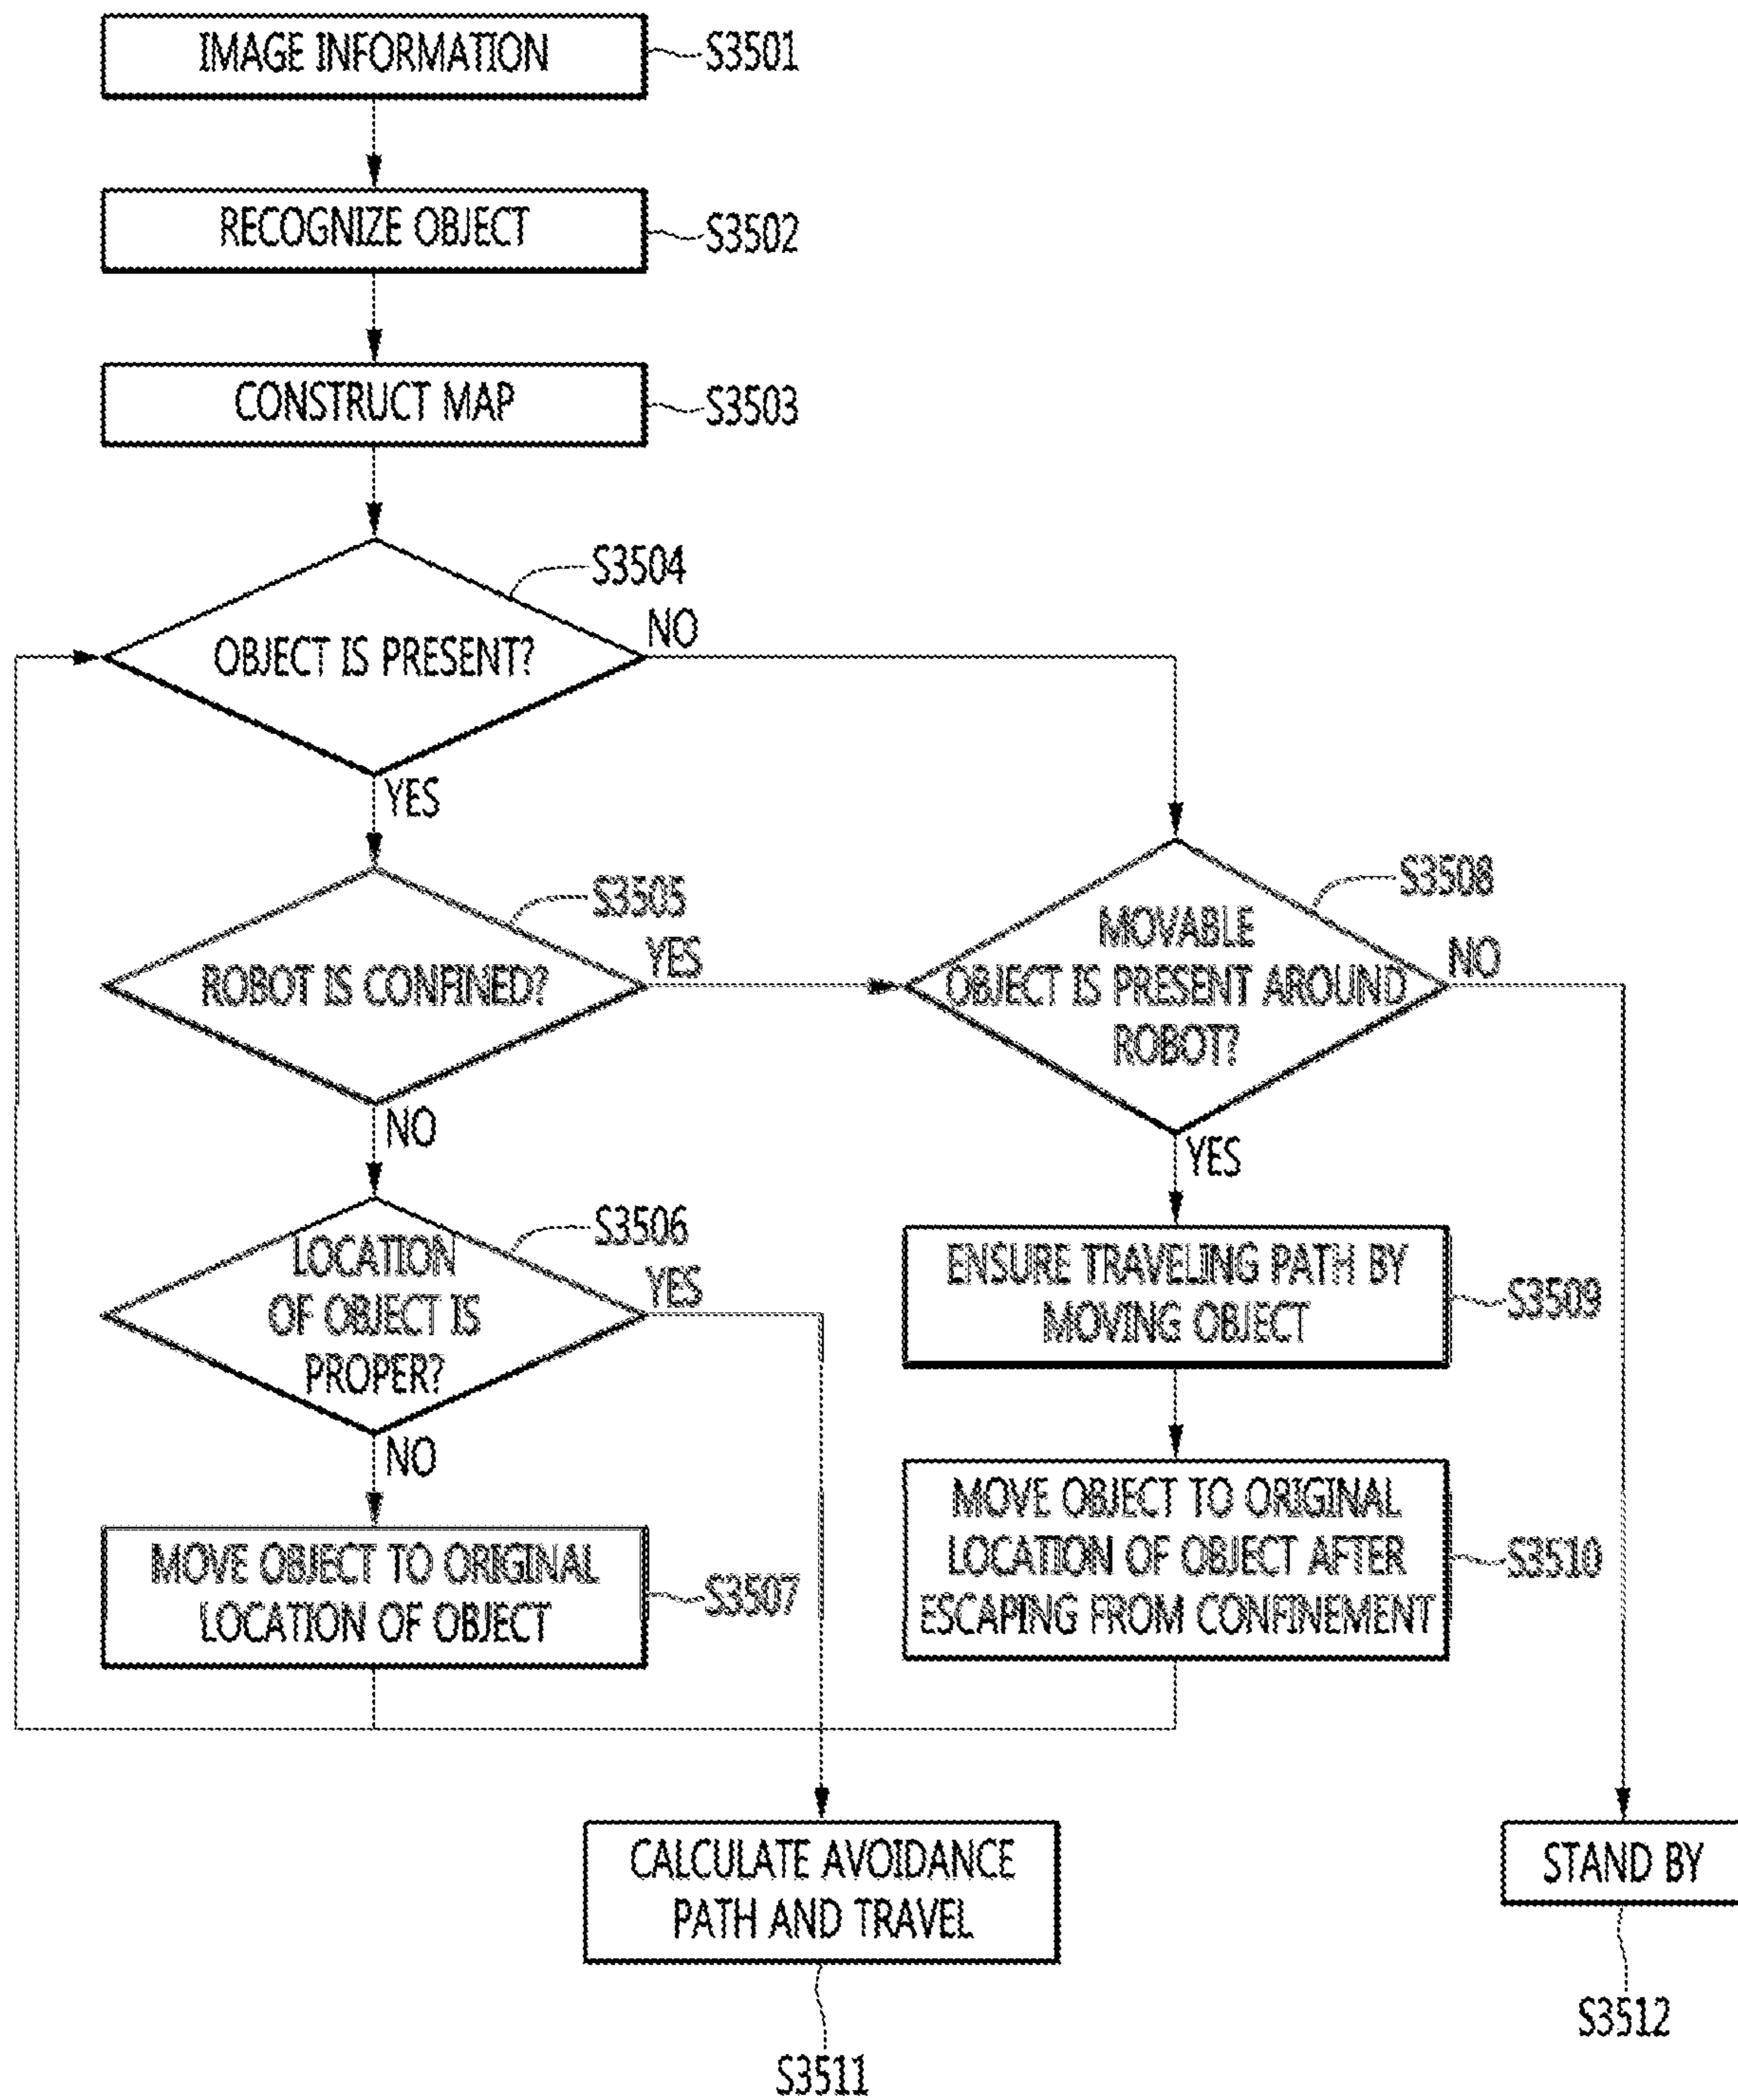 IMAGE INFORMATION
S3501
RECOGNIZE OBJECT
S3502
CONSTRUCT MAP
S3503
S3504
OBJECT IS PRESENT?
NO
YES
S3505
ROBOT IS CONFINED?
YES
NO
S3508
MOVABLE
OBJECT IS PRESENT AROUND
ROBOT?
NO
YES
S3506
LOCATION
OF OBJECT IS
PROPER?
YES
NO
ENSURE TRAVELING PATH BY
MOVING OBJECT
S3509
MOVE OBJECT TO ORIGINAL
LOCATION OF OBJECT
S3507
MOVE OBJECT TO ORIGINAL
LOCATION OF OBJECT AFTER
ESCAPING FROM CONFINEMENT
S3510
CALCULATE AVOIDANCE
PATH AND TRAVEL
S3511
STAND BY
S3512